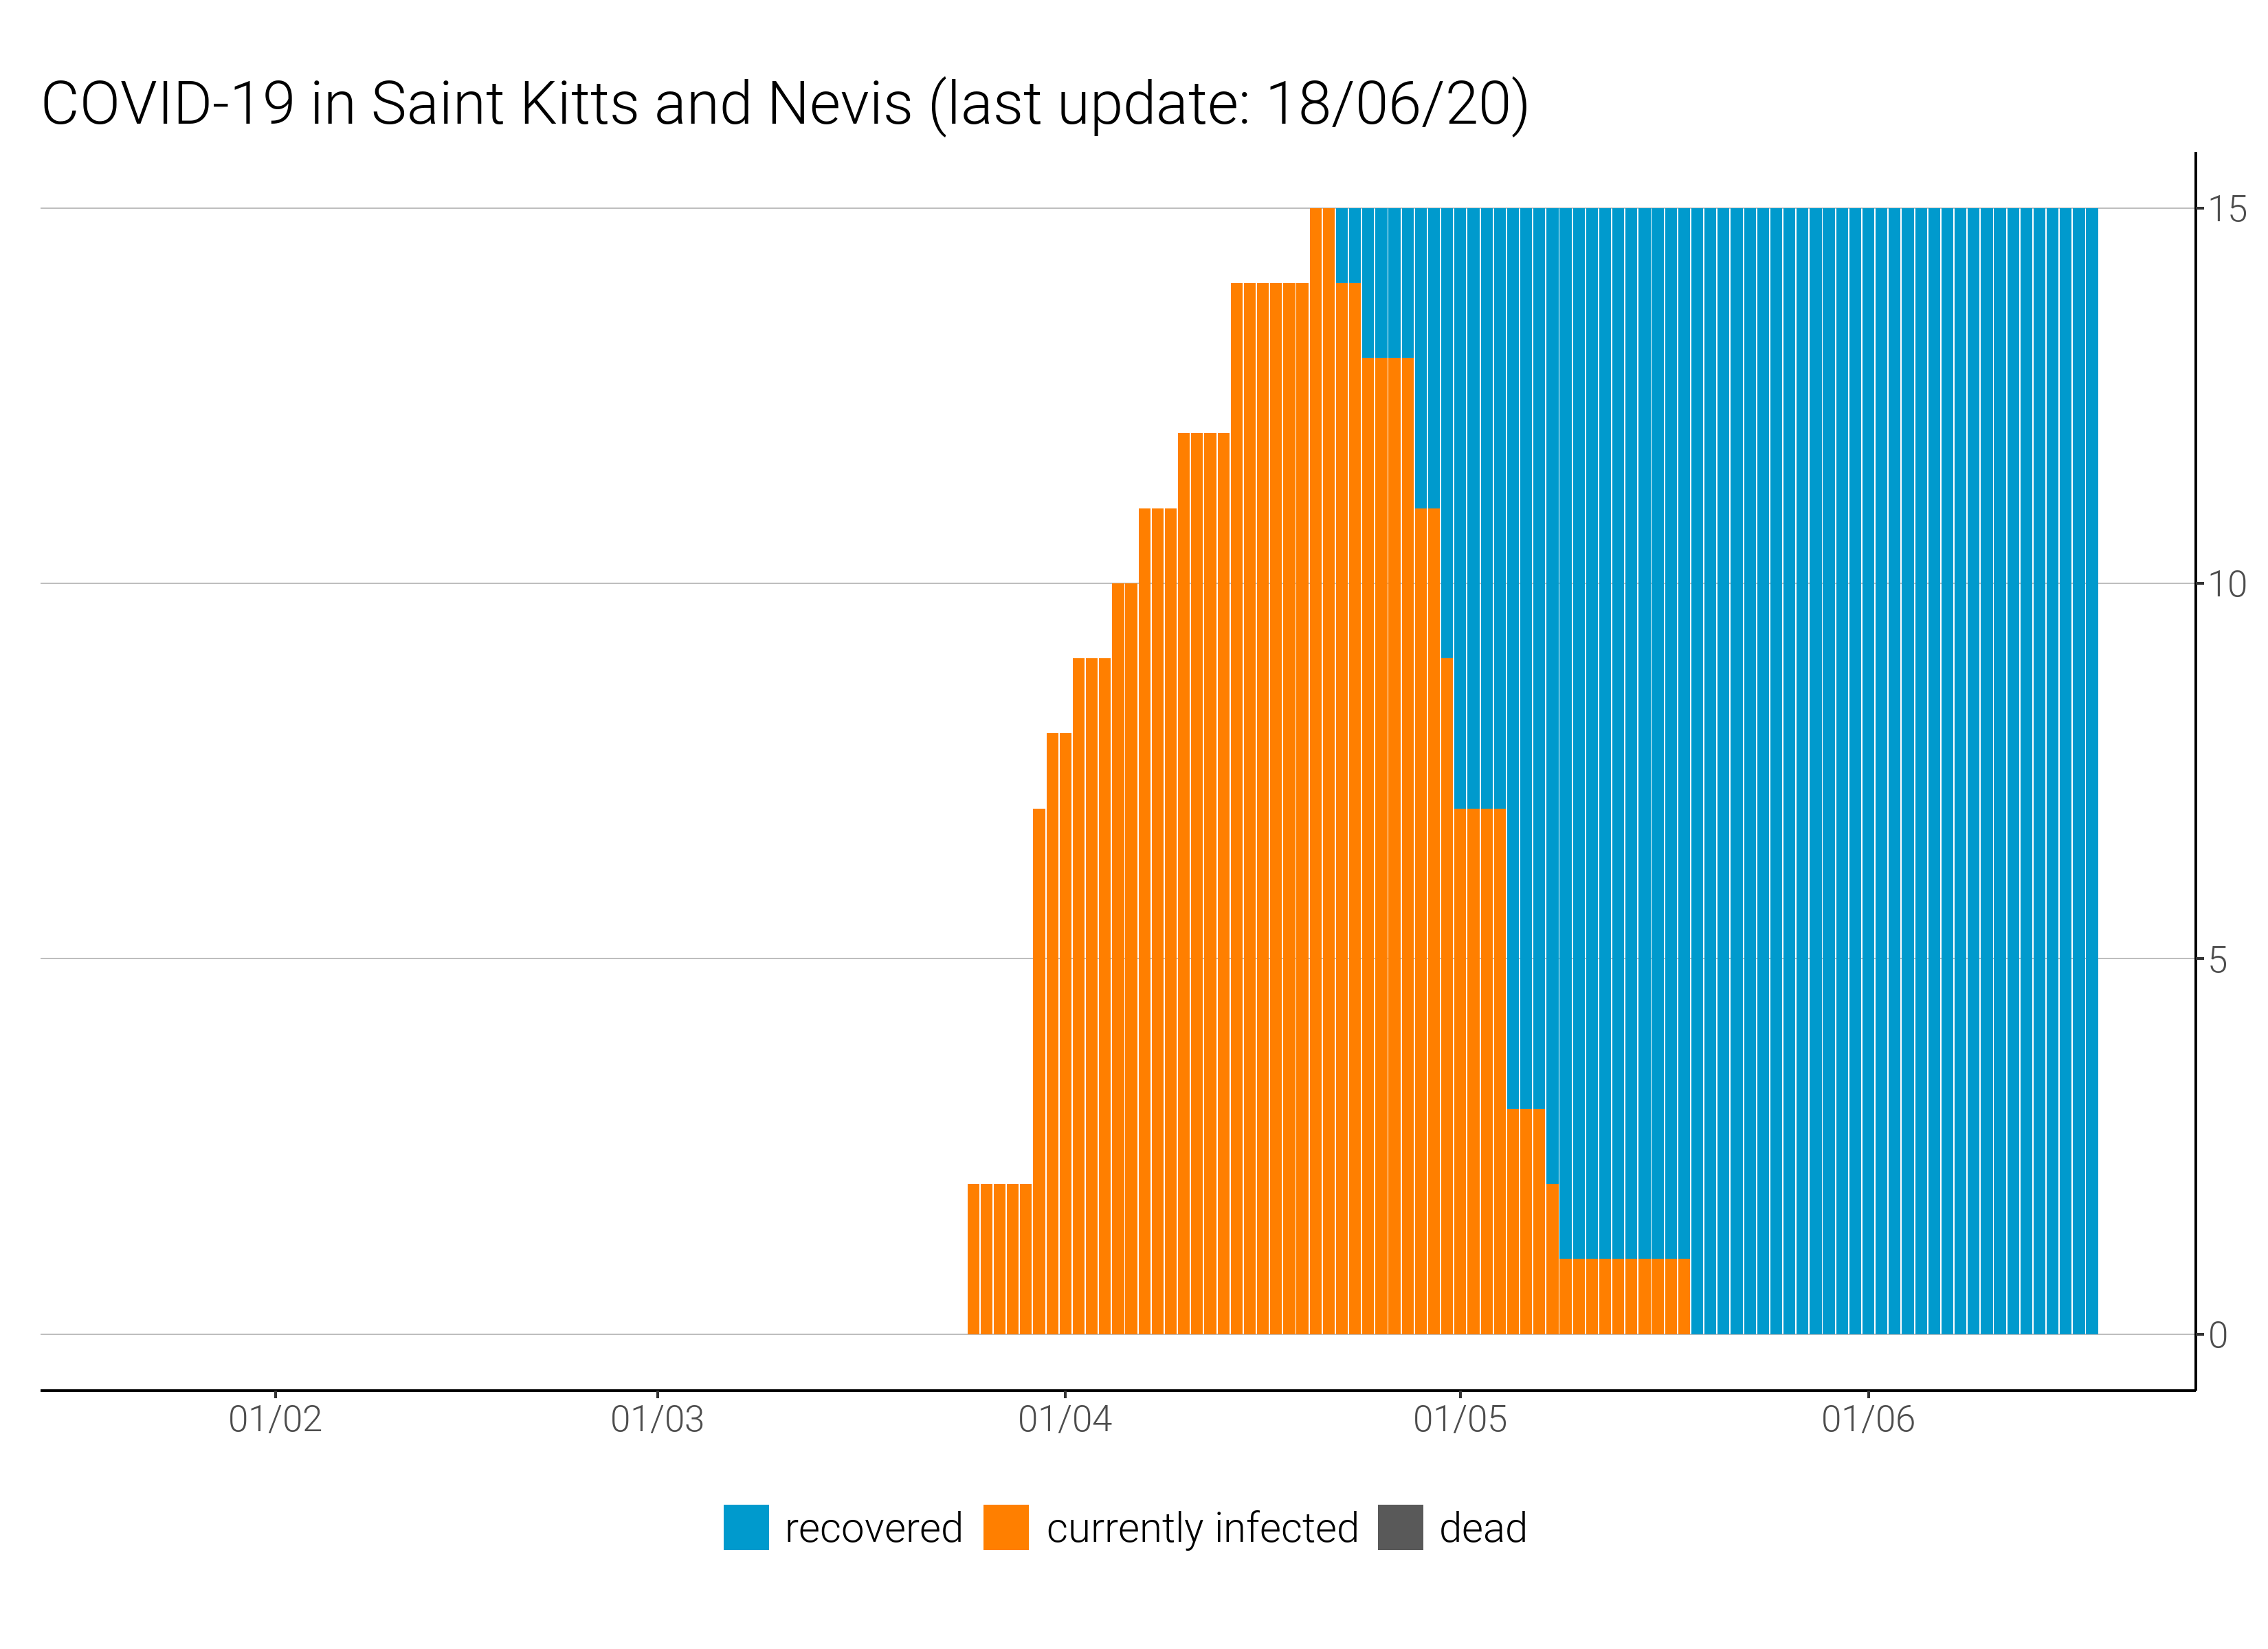 COVID-19 in Saint Kitts and Nevis (last update: 18/06/20)
15
10
5
0
01/02 01/03 01/04 01/05 01/06
recovered currently infected dead